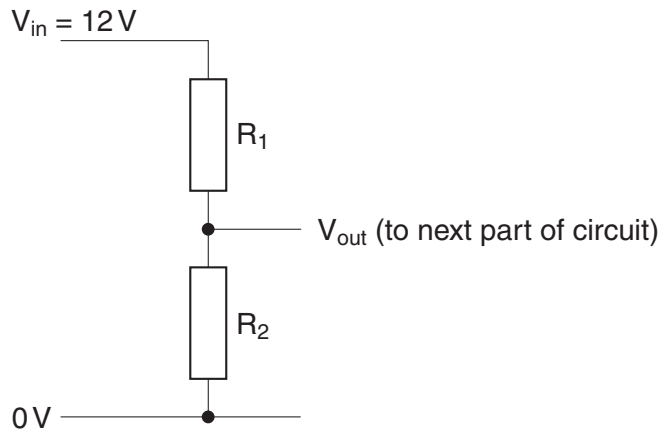 V_in = 12 V
R_1
V_out (to next part of circuit)
R_2
0 V